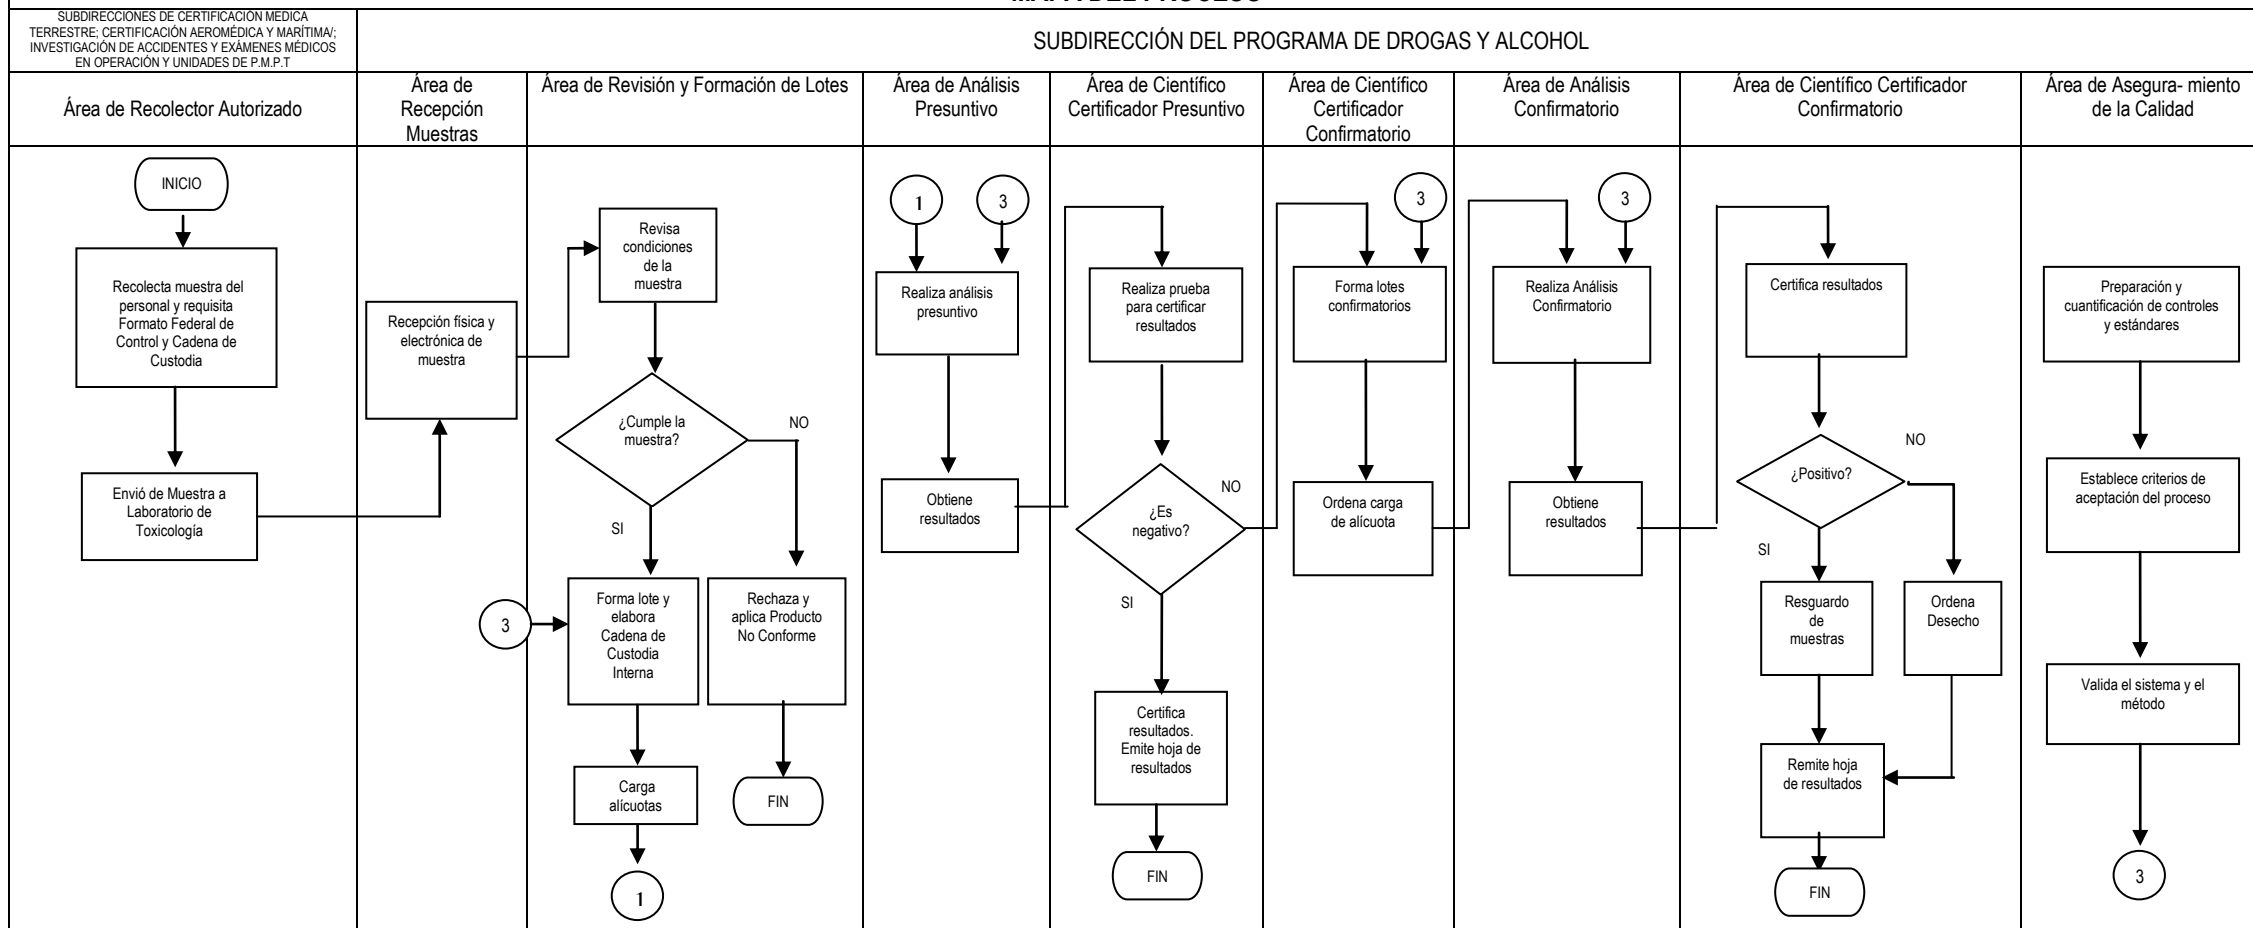 SUBDIRECCIONES DE CERTIFICACIÓN MEDICA
TERRESTRE; CERTIFICACIÓN AEROMÉDICA Y MARÍTIMA/;
INVESTIGACIÓN DE ACCIDENTES Y EXÁMENES MÉDICOS
EN OPERACIÓN Y UNIDADES DE P.M.P.T
SUBDIRECCIÓN DEL PROGRAMA DE DROGAS Y ALCOHOL
Área de Recolector Autorizado
Área de
Recepción
Muestras
Área de Revisión y Formación de Lotes
Área de Análisis
Presuntivo
Área de Científico
Certificador Presuntivo
Área de Científico
Certificador
Confirmatorio
Área de Análisis
Confirmatorio
Área de Científico Certificador
Confirmatorio
Área de Asegura- miento
de la Calidad
INICIO
Recolecta muestra del
personal y requisita
Formato Federal de
Control y Cadena de
Custodia
Envió de Muestra a
Laboratorio de
Toxicología
Recepción física y
electrónica de
muestra
Revisa
condiciones
de la
muestra
¿Cumple la
muestra?
NO
SI
3
Forma lote y
elabora
Cadena de
Custodia
Interna
Rechaza y
aplica Producto
No Conforme
Carga
alícuotas
FIN
1
1
3
Realiza análisis
presuntivo
Obtiene
resultados
Realiza prueba
para certificar
resultados
¿Es
negativo?
NO
SI
Certifica
resultados.
Emite hoja de
resultados
FIN
3
Forma lotes
confirmatorios
Ordena carga
de alícuota
3
Realiza Análisis
Confirmatorio
Obtiene
resultados
Certifica resultados
¿Positivo?
NO
SI
Resguardo
de
muestras
Ordena
Desecho
Remite hoja
de resultados
FIN
Preparación y
cuantificación de controles
y estándares
Establece criterios de
aceptación del proceso
Valida el sistema y el
método
3